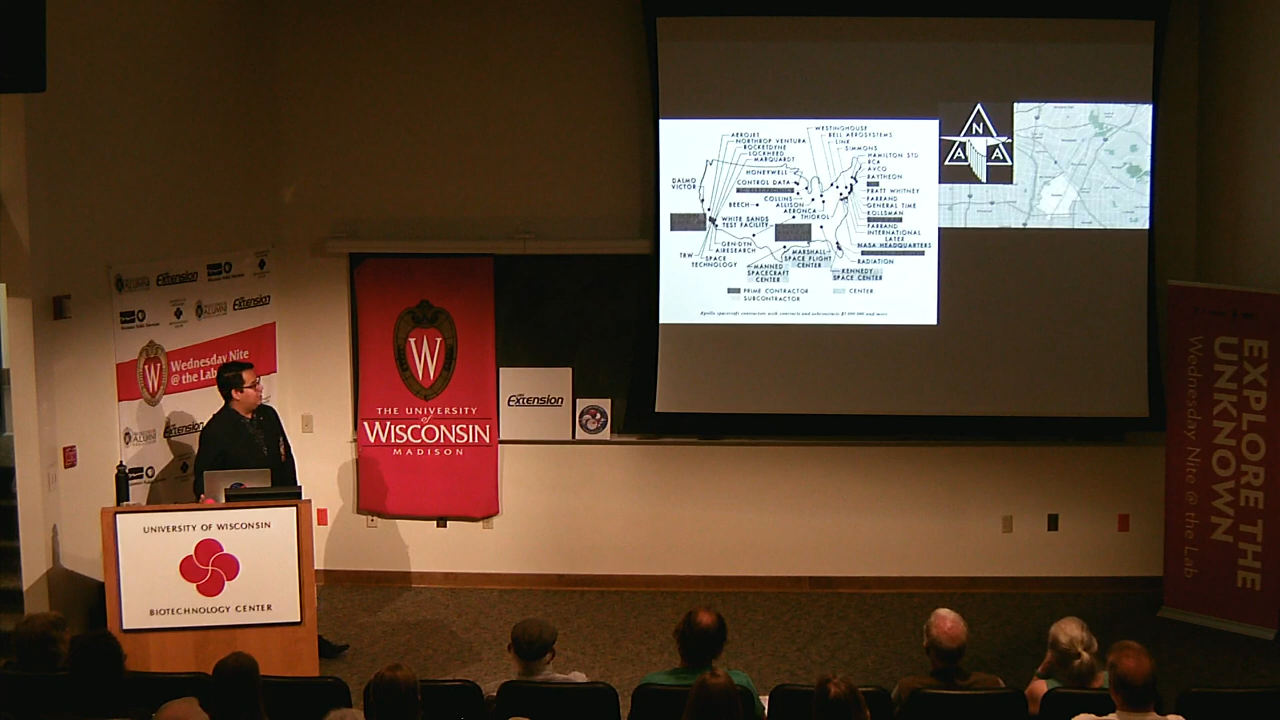 WESTINGHOUSE
BELL AEROSYSTEMS
LINK
SIMMONS
AEROJET
NORTHROP VENTURA
ROCKETDYNE
LOCKHEED
MARQUARDT
HAMILTON STD
RCA
AVCO
RAYTHEON
HONEYWELL
DALMO
VICTOR
CONTROL DATA
PRATT WHITNEY
FARRAND
GENERAL TIME
KOLLSMAN
COLLINS
BEECH
ALLISON
AERONCA
THIOKOL
WHITE SANDS
TEST FACILITY
FARRAND
INTERNATIONAL
LATEX
NASA HEADQUARTERS
GEN-DYN
AIRESEARCH
TRW
SPACE
TECHNOLOGY
MARSHALL
SPACE FLIGHT
CENTER
RADIATION
MANNED
SPACECRAFT
CENTER
KENNEDY
SPACE CENTER
PRIME CONTRACTOR
CENTER
SUBCONTRACTOR
N
A A
Wednesday Nite
@ the Lab
W
Extension
Extension
Extension
W
THE UNIVERSITY
of
WISCONSIN
MADISON
Extension
UNIVERSITY OF WISCONSIN
BIOTECHNOLOGY CENTER
EXPLORE THE
UNKNOWN
Wednesday Nite @ the Lab